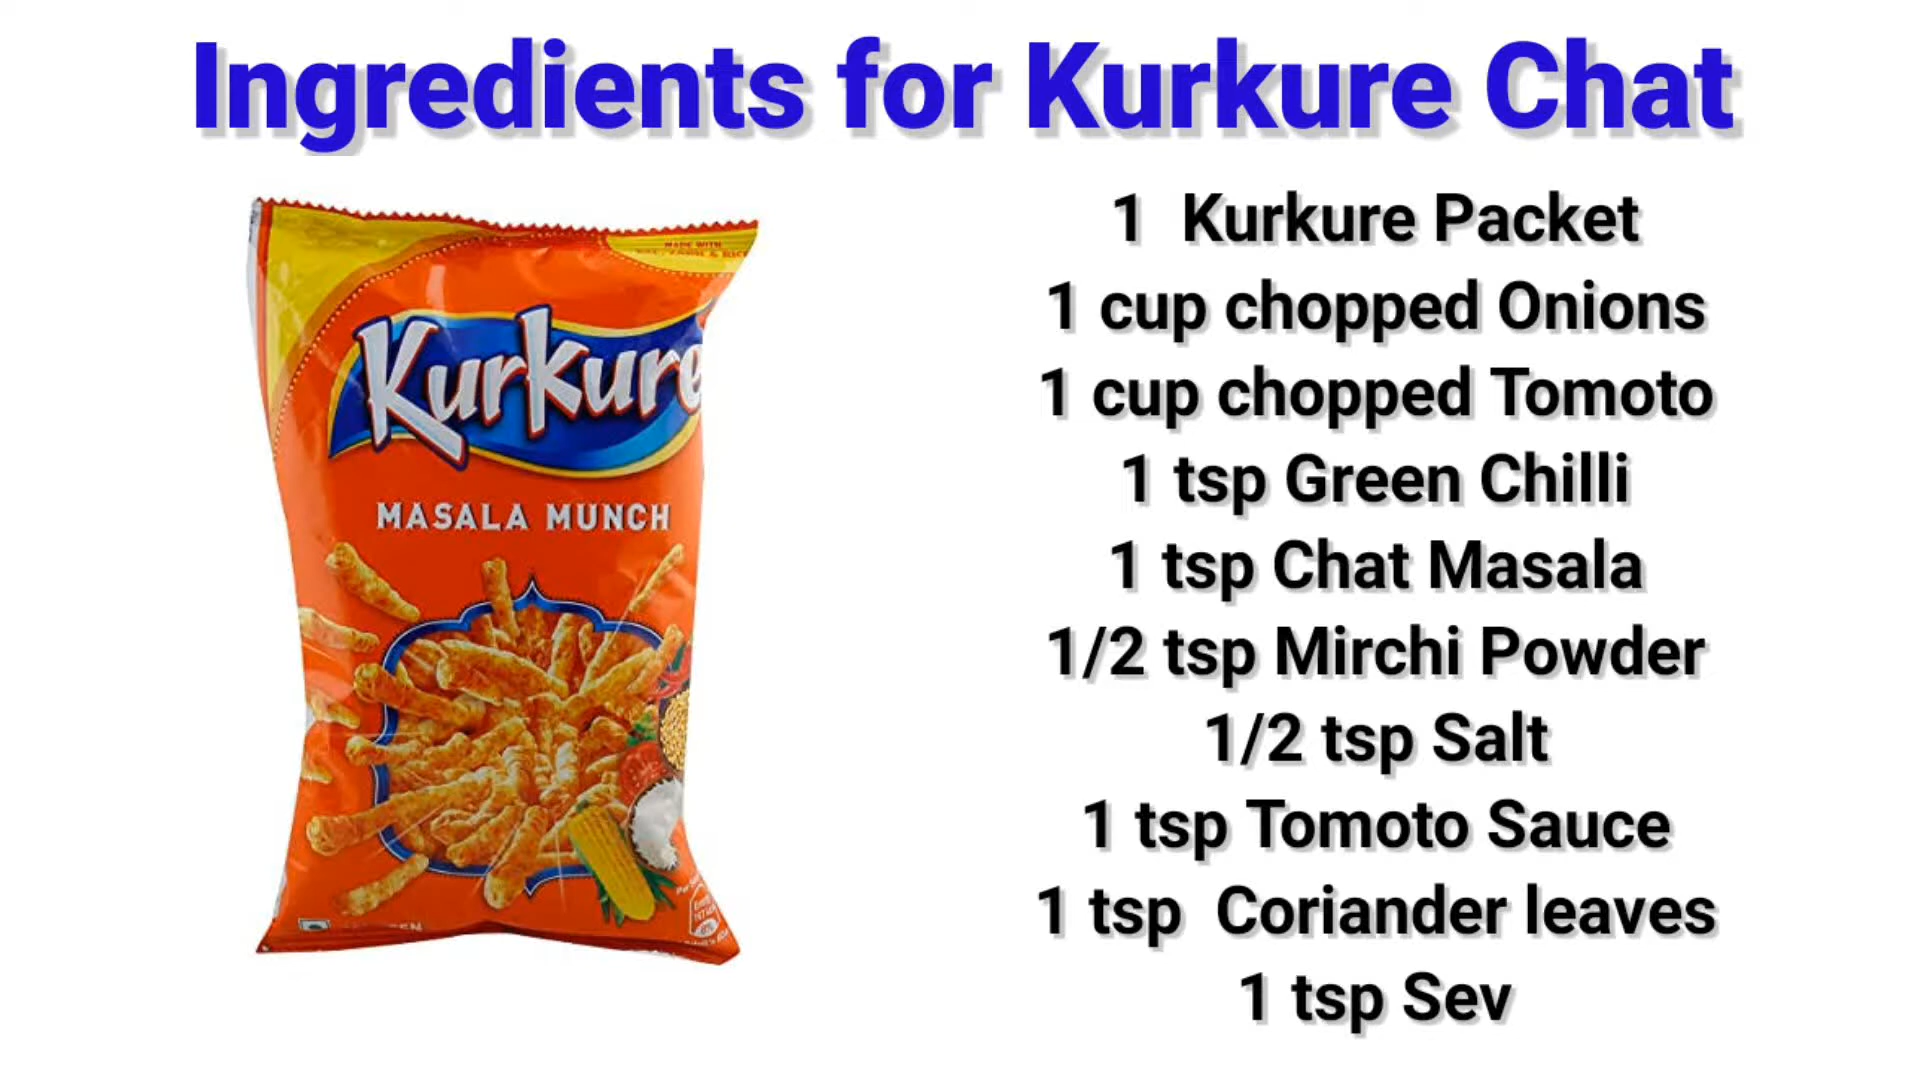 Ingredients for Kurkure Chat
MADE WITH
Kurkure
MASALA MUNCH
1 Kurkure Packet
1 cup chopped Onions
1 cup chopped Tomoto
1 tsp Green Chilli
1 tsp Chat Masala
1/2 tsp Mirchi Powder
1/2 tsp Salt
1 tsp Tomoto Sauce
1 tsp Coriander leaves
1 tsp Sev